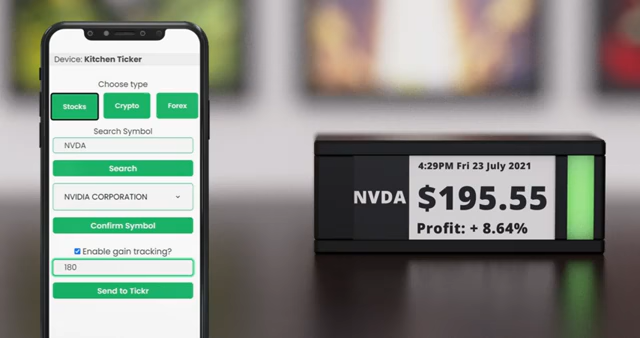 Device: Kitchen Ticker
Choose type
Stocks
Crypto
Forex
Search Symbol
NVDA
Search
NVIDIA CORPORATION
Confirm Symbol
Enable gain tracking?
180
Send to Tickr
4:29PM Fri 23 July 2021
NVDA
$195.55
Profit: + 8.64%